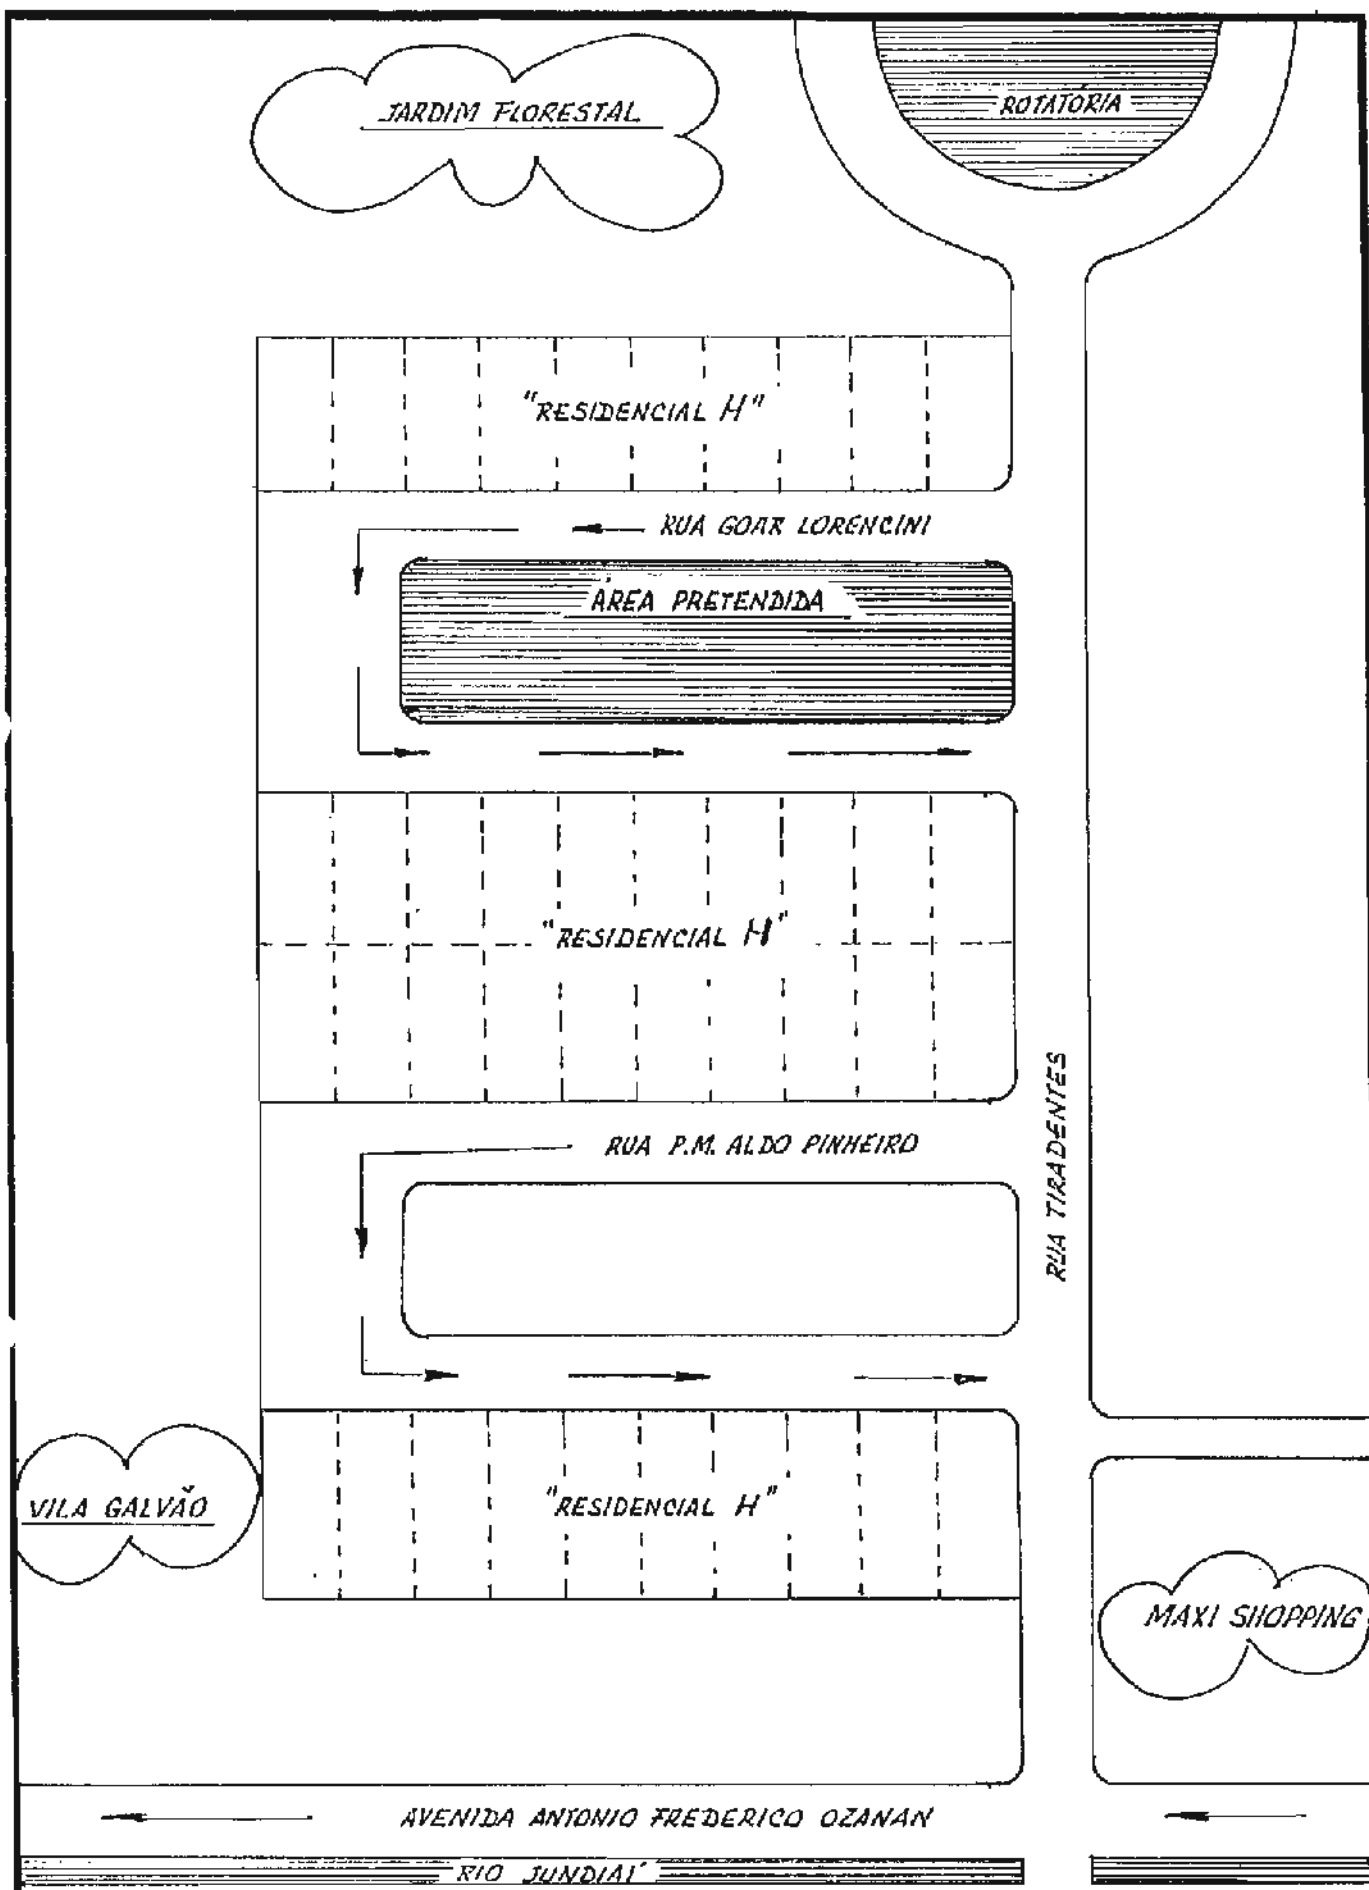 JARDIM FLORESTAL
ROTATÓRIA
"RESIDENCIAL H"
RUA GOAR LORENCINI
ÁREA PRETENDIDA
"RESIDENCIAL H"
RUA TIRADENTES
RUA P.M. ALDO PINHEIRO
"RESIDENCIAL H"
VILA GALVÃO
MAXI SHOPPING
AVENIDA ANTONIO FREDERICO OZANAN
RIO JUNDIAÍ